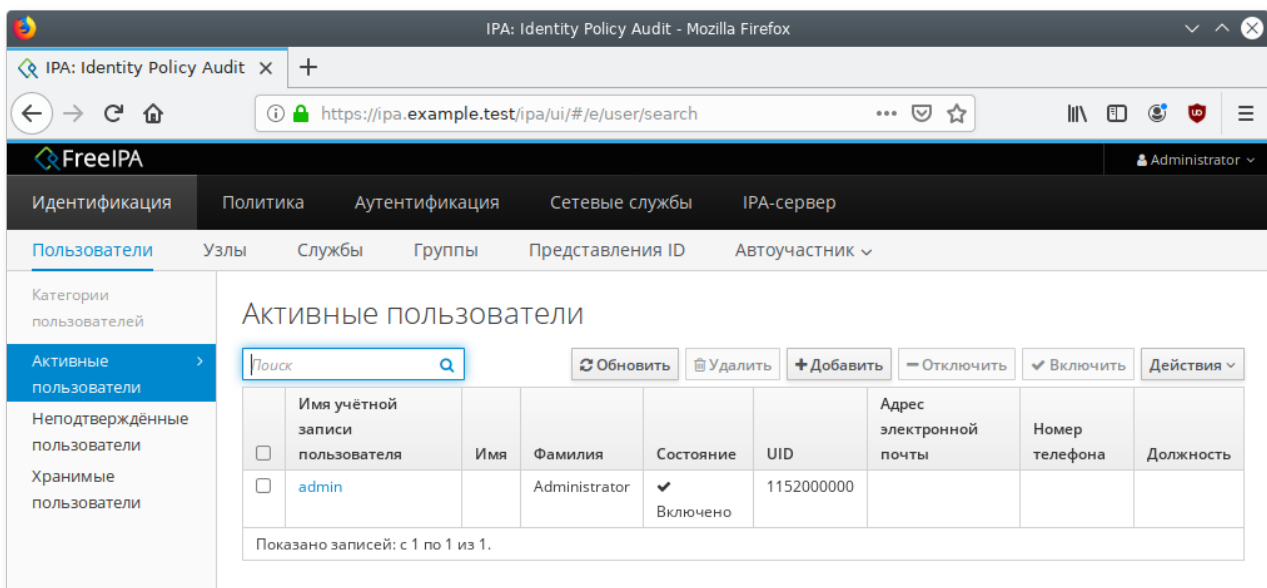 IPA: Identity Policy Audit - Mozilla Firefox
IPA: Identity Policy Audit
https://ipa.example.test/ipa/ui/#/e/user/search
FreeIPA
Administrator
Идентификация Политика Аутентификация Сетевые службы IPA-сервер
Пользователи Узлы Службы Группы Представления ID Автоучастник
Категории
пользователей
Активные
пользователи
Неподтверждённые
пользователи
Хранимые
пользователи
Активные пользователи
Поиск Обновить Удалить Добавить Отключить Включить Действия
Имя учётной
записи
пользователя
Имя
Фамилия
Состояние
UID
Адрес
электронной
почты
Номер
телефона
Должность
admin Administrator
Включено
1152000000
Показано записей: с 1 по 1 из 1.